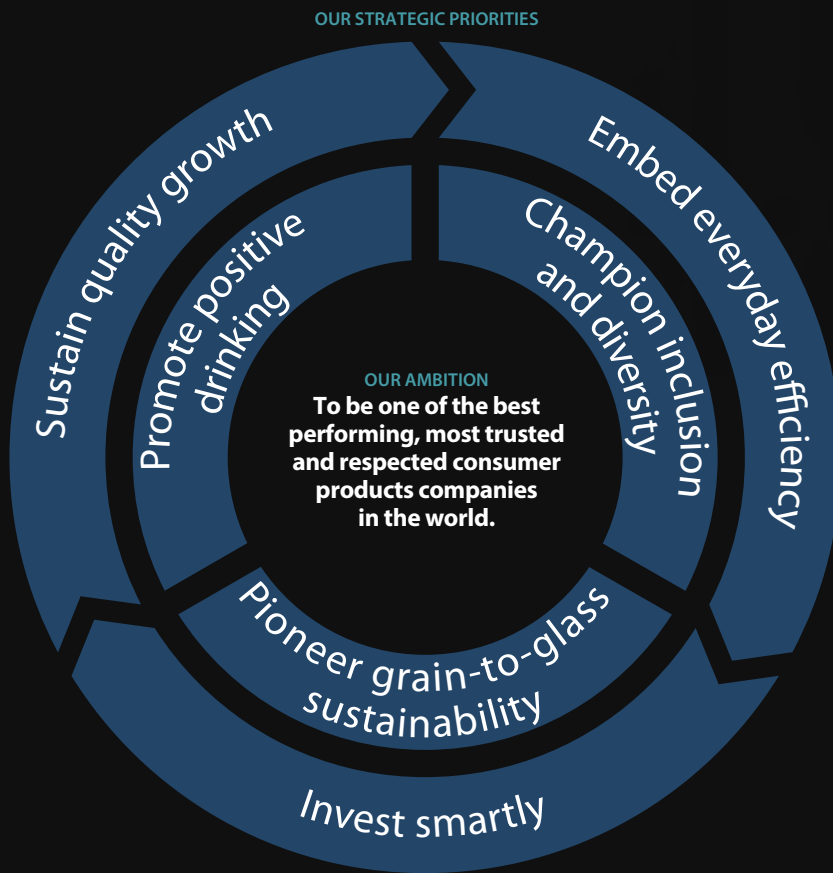 OUR STRATEGIC PRIORITIES
Sustain quality growth
Embed everyday efficiency
Invest smartly
Promote positive
drinking
Champion inclusion
and diversity
Pioneer grain-to-glass
sustainability
OUR AMBITION
To be one of the best
performing, most trusted
and respected consumer
products companies
in the world.